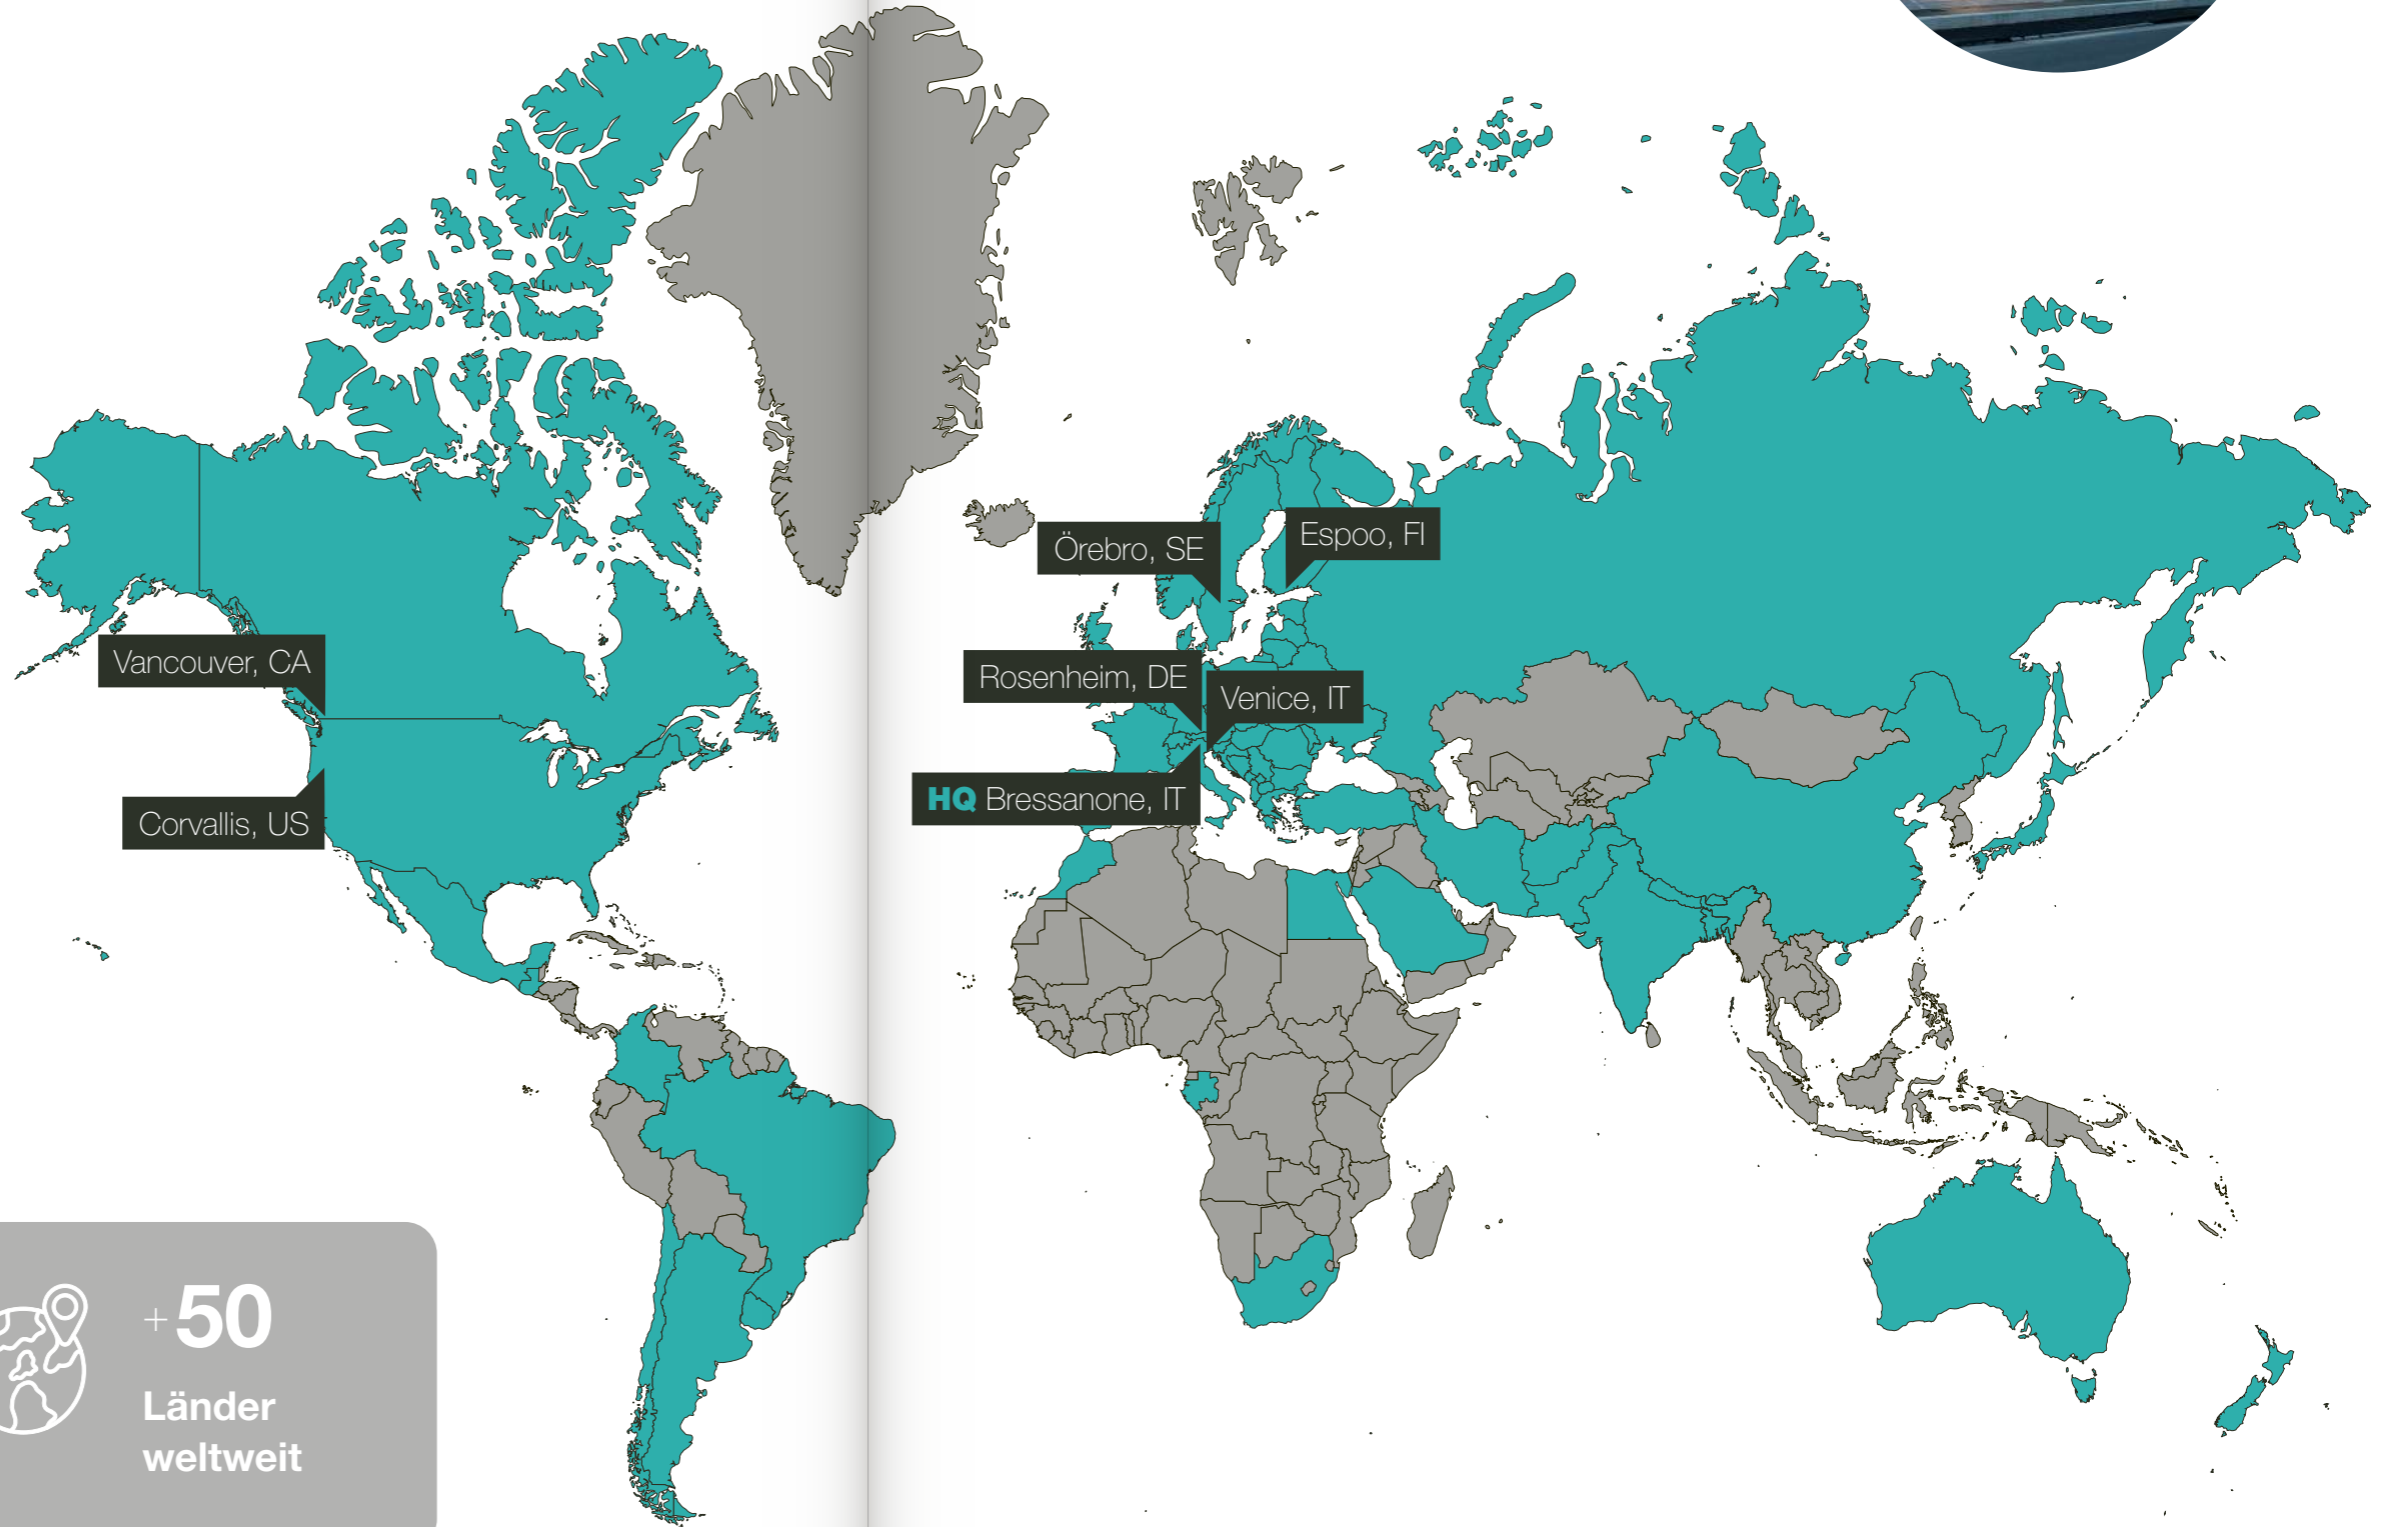 Örebro, SE
Espoo, FI
Vancouver, CA
Rosenheim, DE
Venice, IT
HQ Bressanone, IT
Corvallis, US
+50
Länder
weltweit